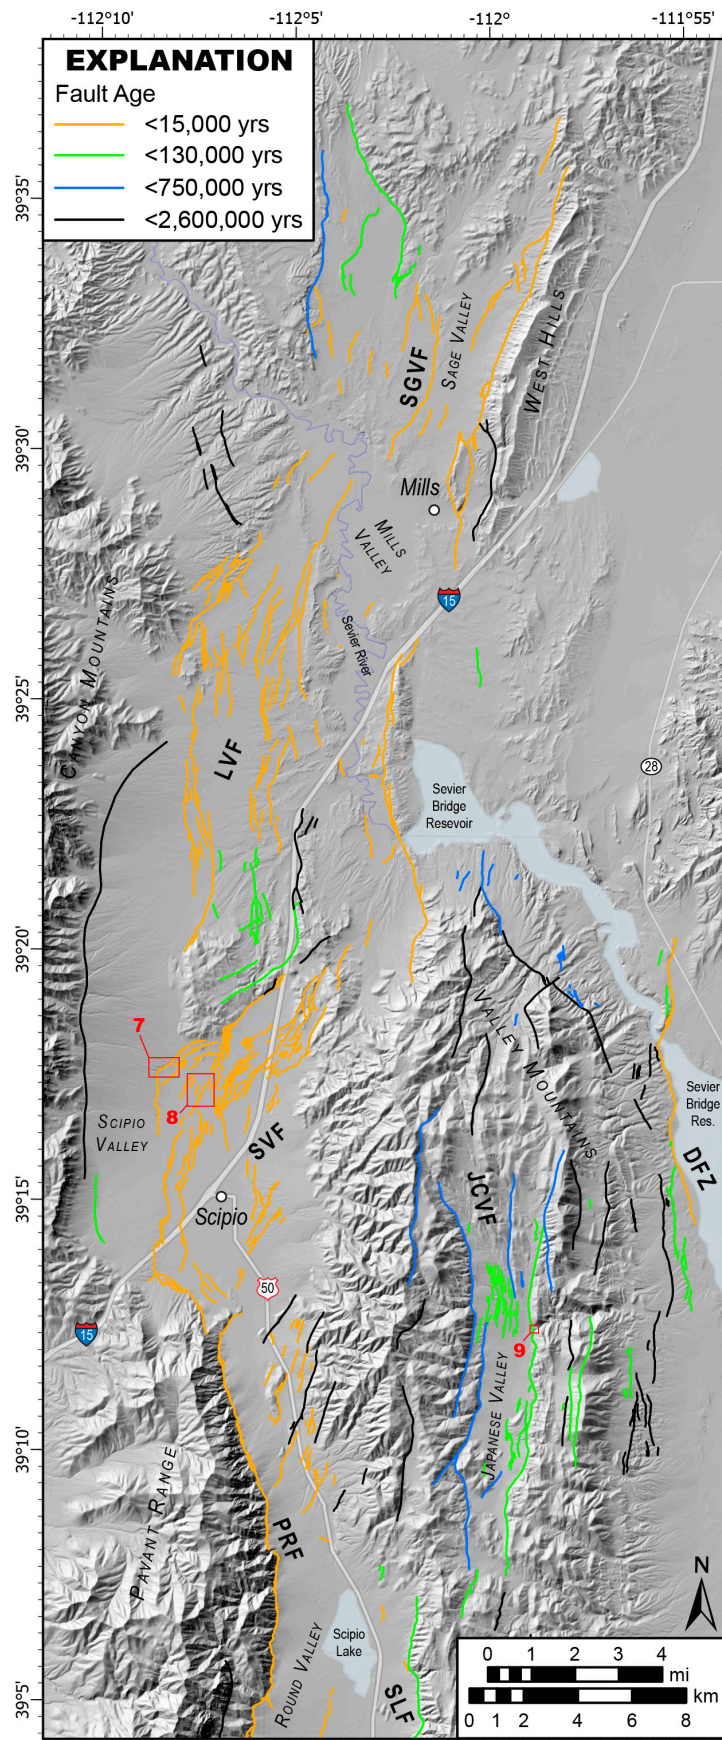 -112°10'
-112°5'
-112°
-111°55'
EXPLANATION
Fault Age
<15,000 yrs
<130,000 yrs
<750,000 yrs
<2,600,000 yrs
39°35'
SGVF
SAGE VALLEY
WEST HILLS
39°30'
Mills
MILLS
VALLEY
15
CANYON MOUNTAINS
Sevier River
39°25'
LVF
28
Sevier
Bridge
Resevoir
39°20'
VALLEY MOUNTAINS
7
8
SCIPIO
VALLEY
SVF
Sevier
Bridge
Res.
DFZ
JCVF
39°15'
Scipio
50
15
9
JAPANESE VALLEY
39°10'
PAVANT RANGE
PRF
ROUND VALLEY
Scipio
Lake
SLF
39°5'
N
0 1 2 3 4
mi
km
0 1 2 4 6 8